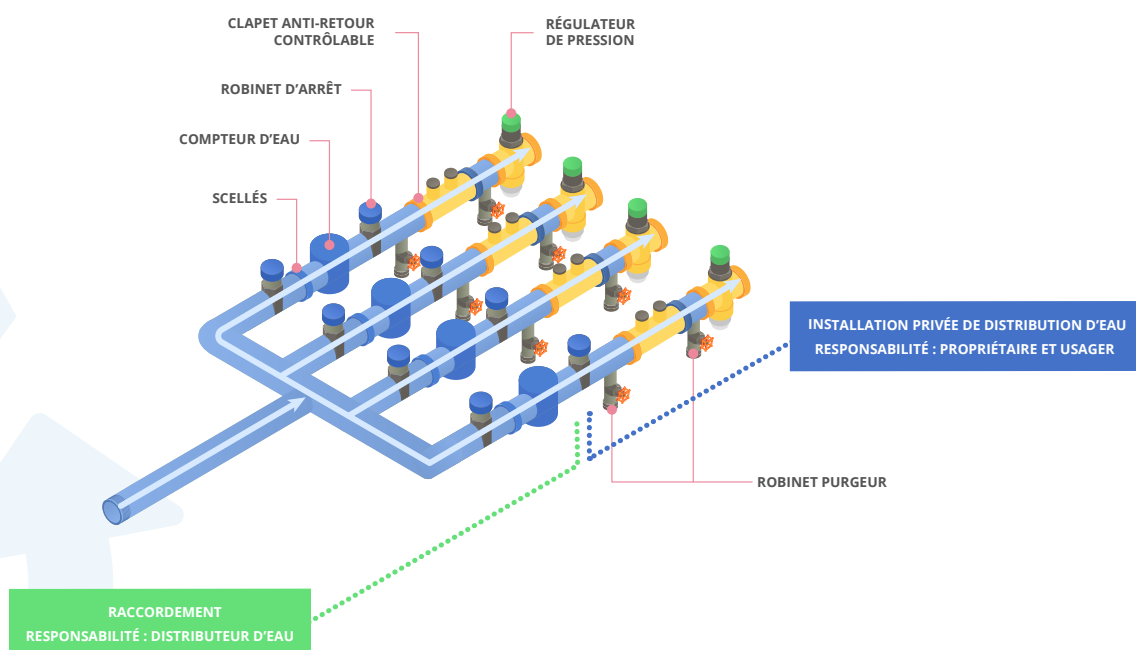 CLAPET ANTI-RETOUR
CONTRÔLABLE
RÉGULATEUR
DE PRESSION
ROBINET D’ARRÊT
COMPTEUR D’EAU
SCELLÉS
INSTALLATION PRIVÉE DE DISTRIBUTION D’EAU
RESPONSABILITÉ : PROPRIÉTAIRE ET USAGER
ROBINET PURGEUR
RACCORDEMENT
RESPONSABILITÉ : DISTRIBUTEUR D’EAU